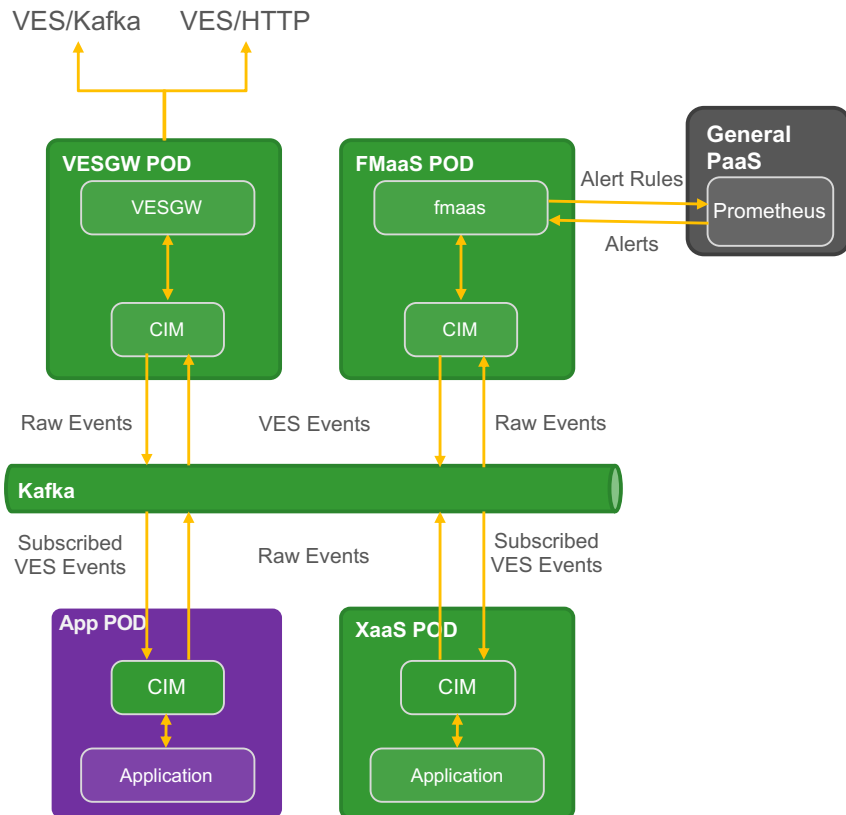 VES/Kafka VES/HTTP
VESGW POD
VESGW
CIM
FMaaS POD
fmaas
CIM
Alert Rules
Alerts
General
PaaS
Prometheus
Raw Events
VES Events
Raw Events
Kafka
Subscribed
VES Events
Raw Events
Subscribed
VES Events
App POD
CIM
Application
XaaS POD
CIM
Application